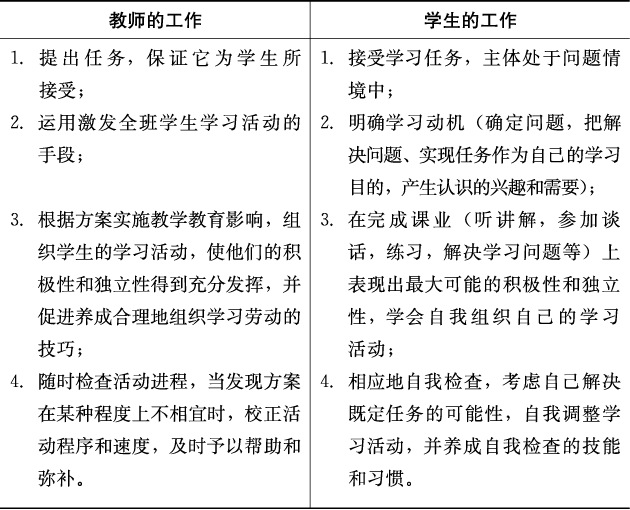 教师的工作
学生的工作
1. 提出任务，保证它为学生所
接受；
2. 运用激发全班学生学习活动的
手段；
3. 根据方案实施教学教育影响，组
织学生的学习活动，使他们的积
极性和独立性得到充分发挥，并
促进养成合理地组织学习劳动的
技巧；
4. 随时检查活动进程，当发现方案
在某种程度上不相宜时，校正活
动程序和速度，及时予以帮助和
弥补。
1. 接受学习任务，主体处于问题情
境中；
2. 明确学习动机（确定问题，把解
决问题、实现任务作为自己的学习
目的，产生认识的兴趣和需要）；
3. 在完成课业（听讲解，参加谈
话，练习，解决学习问题等）上
表现出最大可能的积极性和独立
性，学会自我组织自己的学习
活动；
4. 相应地自我检查，考虑自己解决
既定任务的可能性，自我调整学
习活动，并养成自我检查的技能
和习惯。